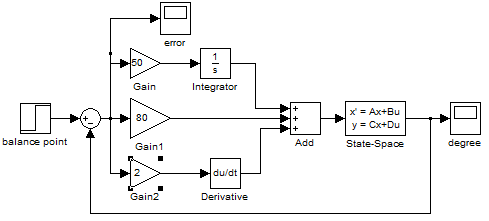 error
50
Gain
1
s
Integrator
balance point
+
-
80
Gain1
+
+
+
Add
x' = Ax+Bu
y = Cx+Du
State-Space
degree
2
Gain2
du/dt
Derivative